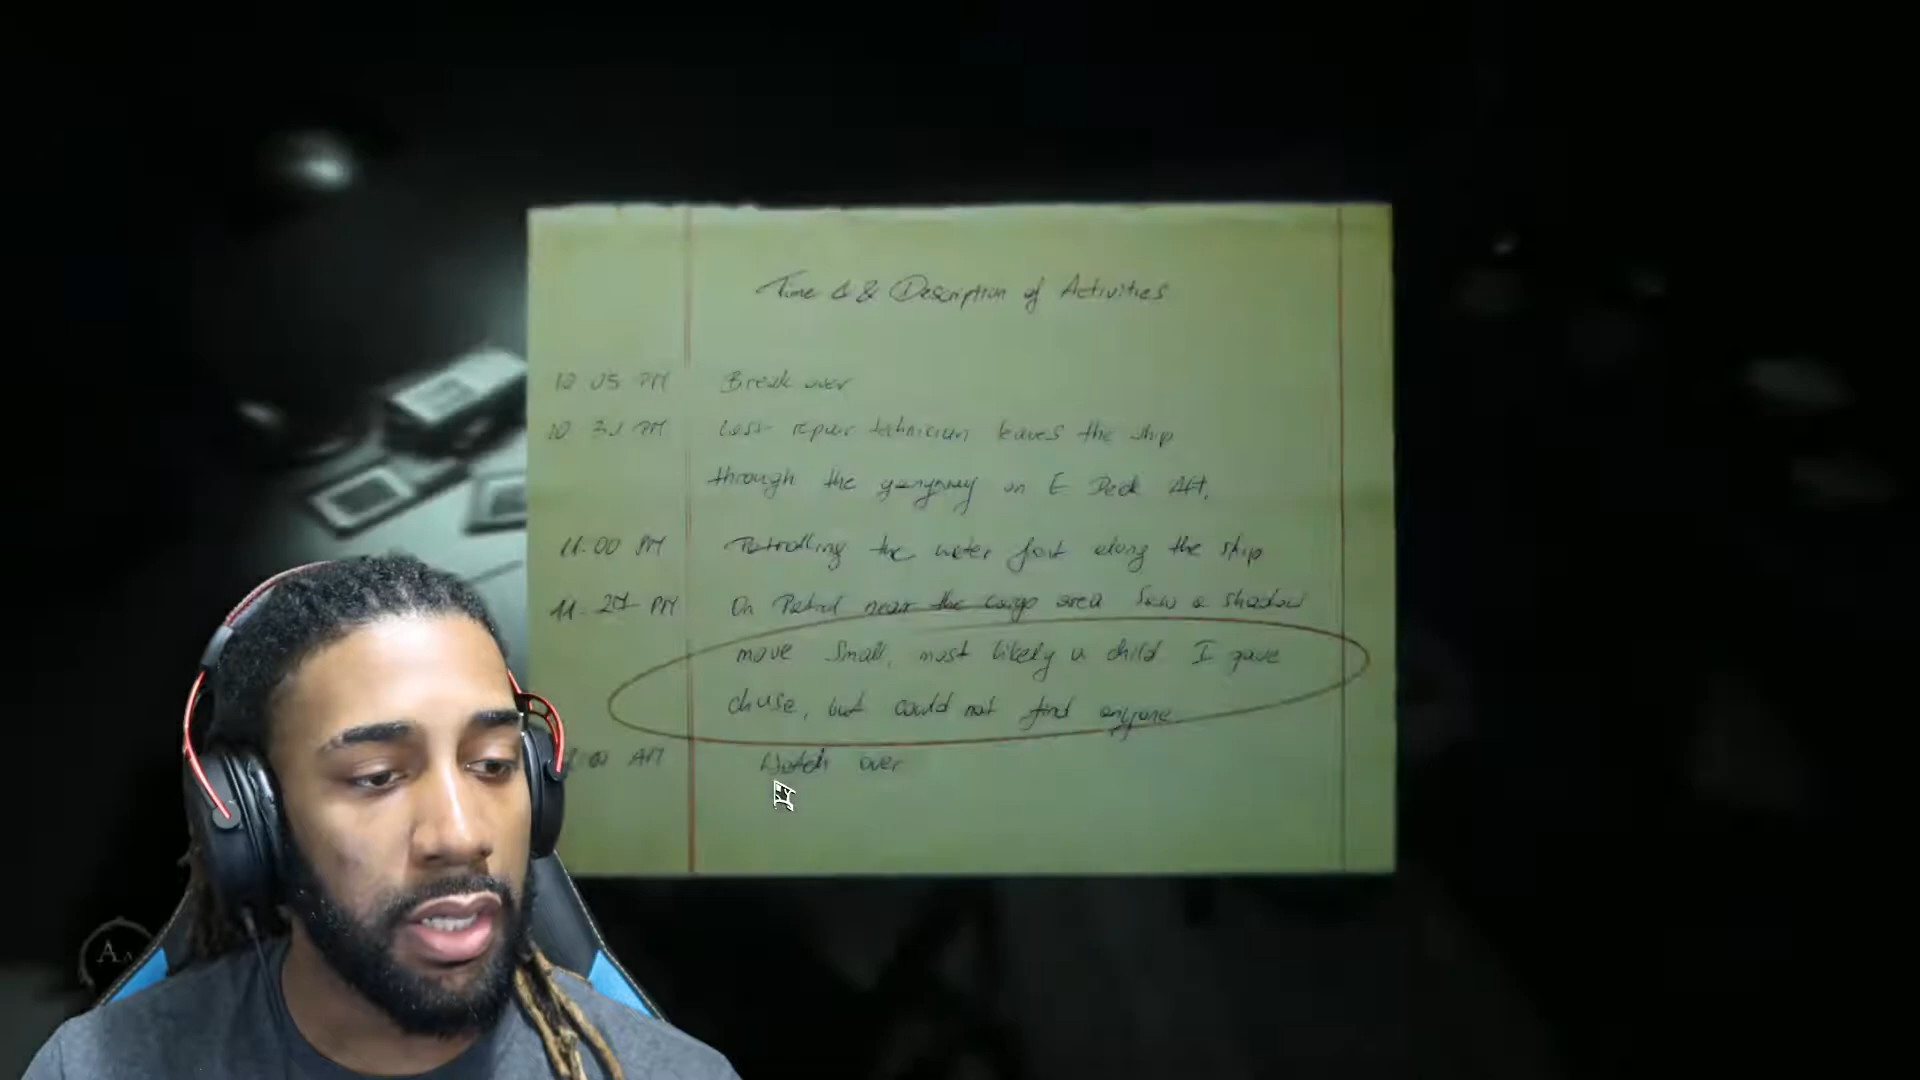 Time & Description of Activities
10 05 PM Break over
10 31 PM Last repair technician leaves the ship
through the gangway on E Deck Aft.
11.00 PM Patrolling the water front along the ship
PM On Patrol near the cargo area Saw a shadow
move Small, most likely a child I gave
chase, but could not find anyone
AM Watch over